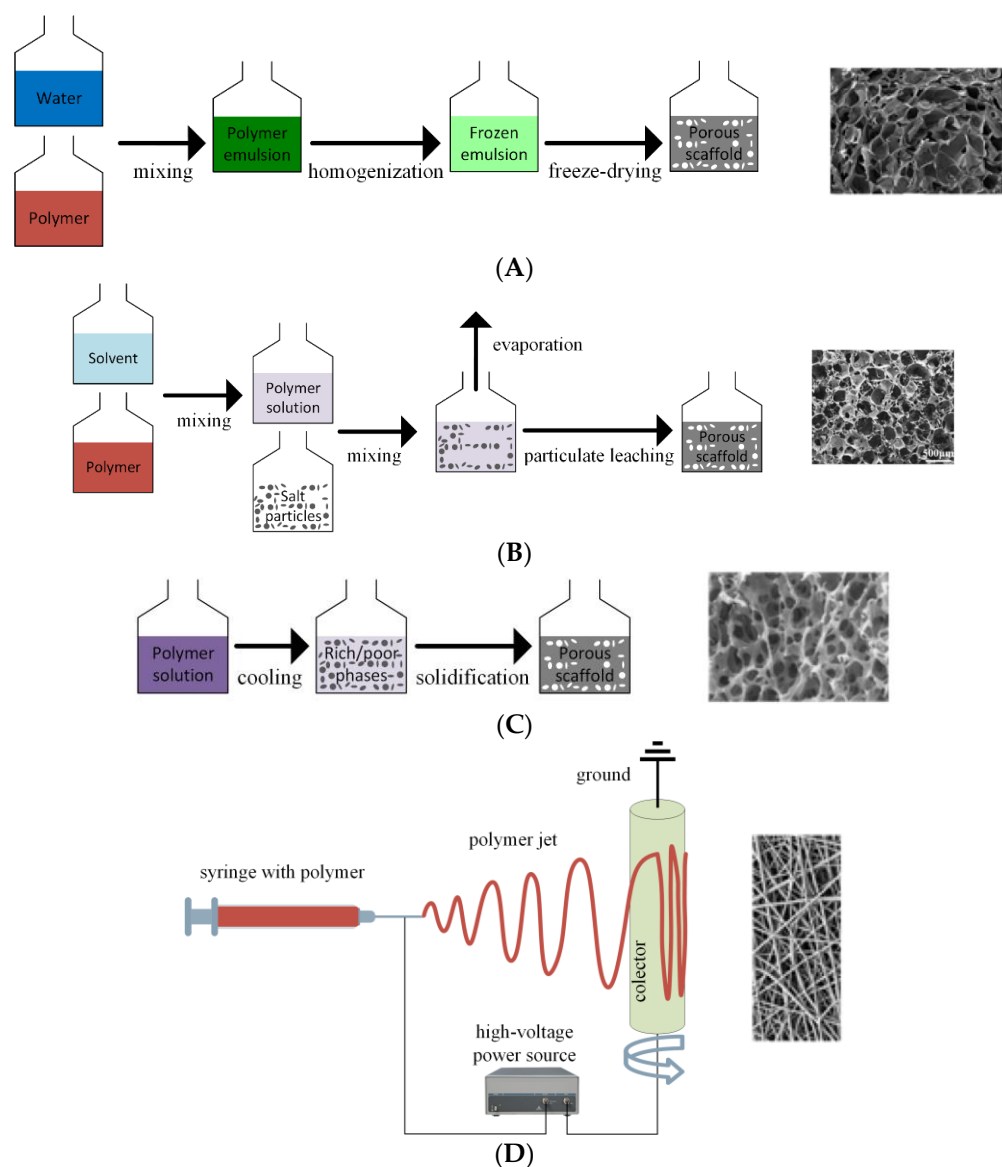 Water
Polymer
mixing
Polymer
emulsion
homogenization
Frozen
emulsion
freeze-drying
Porous
scaffold
(A)
Solvent
Polymer
mixing
Polymer
solution
Salt
particles
mixing
evaporation
particulate leaching
Porous
scaffold
500μm
(B)
Polymer
solution
cooling
Rich/poor
phases
solidification
Porous
scaffold
(C)
ground
polymer jet
syringe with polymer
colector
high-voltage
power source
(D)